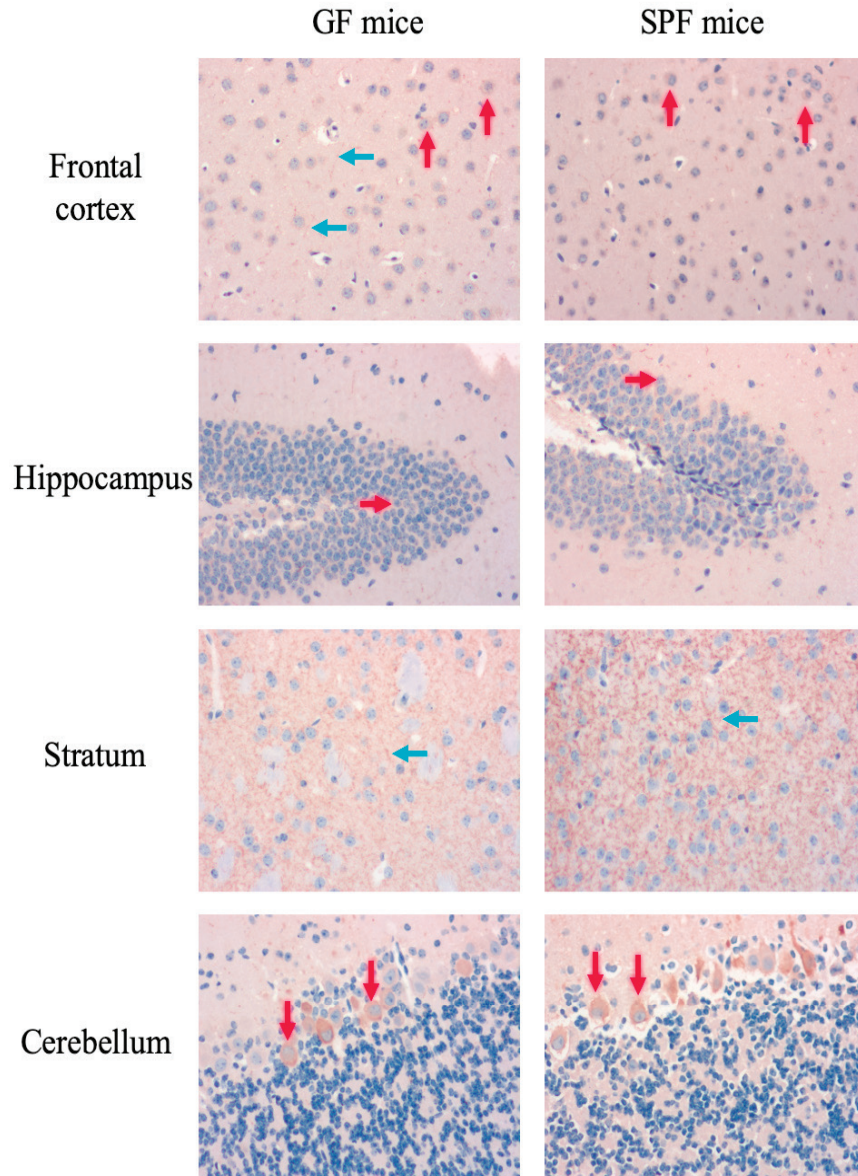 GF mice
SPF mice
Frontal
cortex
Hippocampus
Stratum
Cerebellum